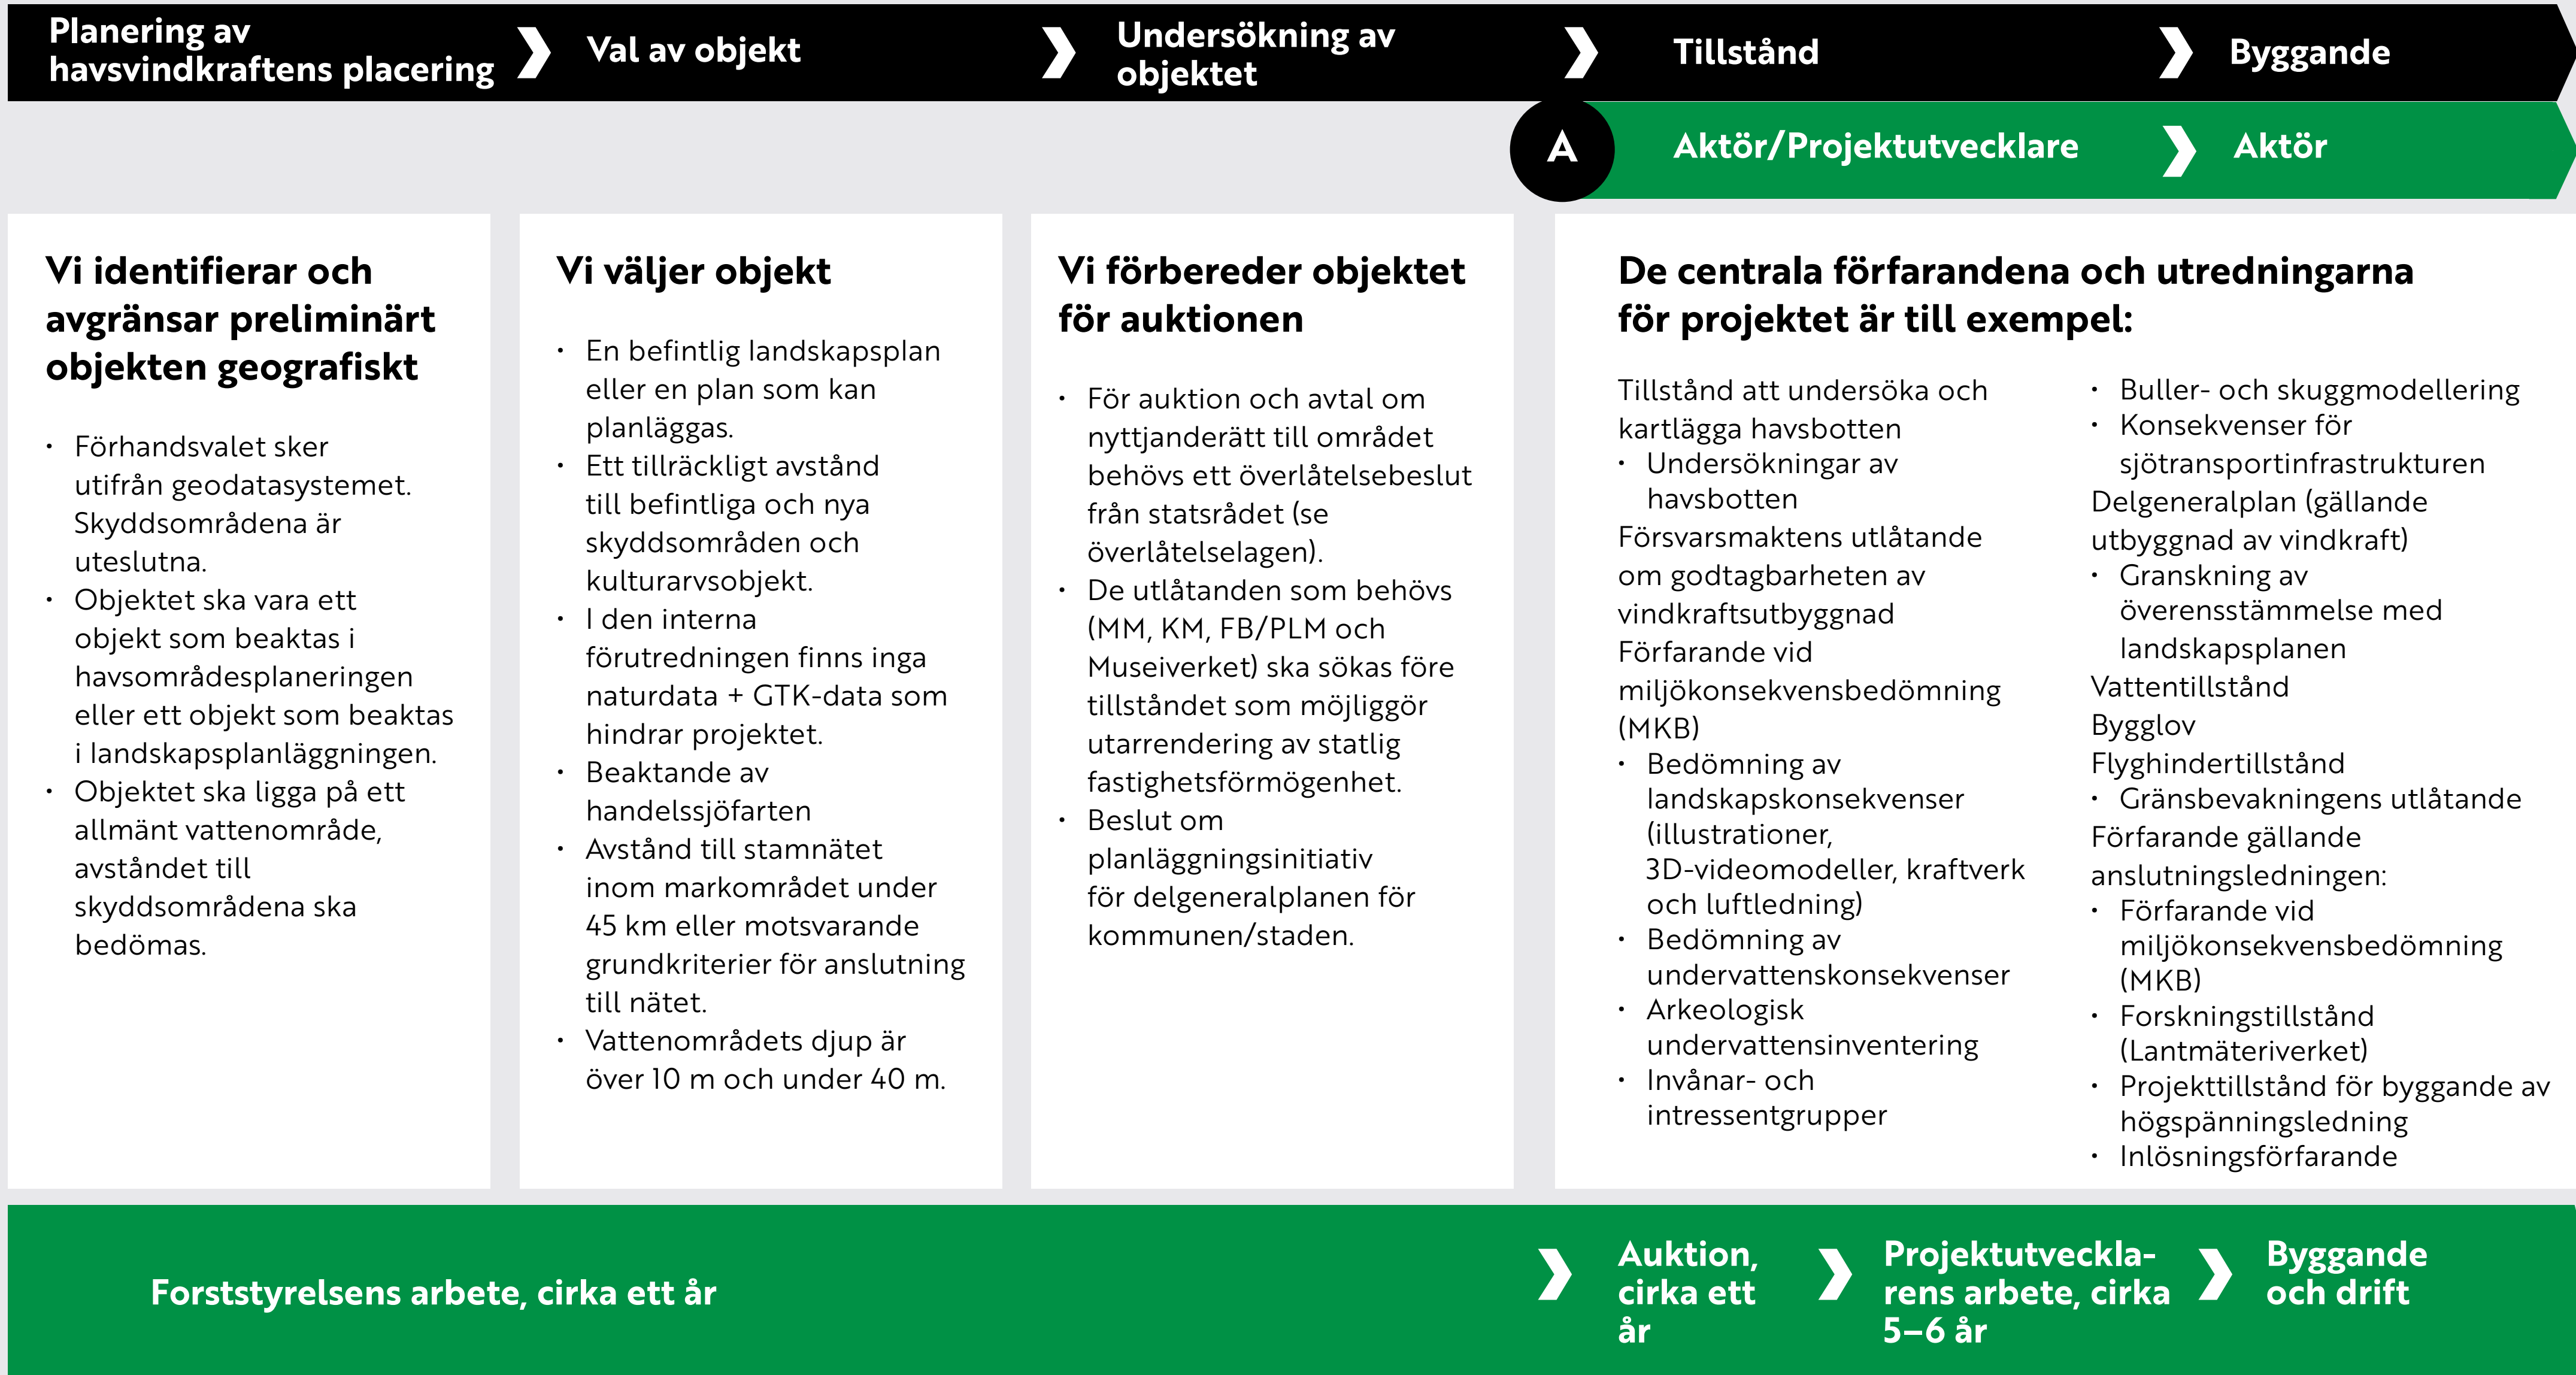 Planering av
havsvindkraftens placering
Val av objekt
Undersökning av
objektet
Tillstånd
Byggande
A
Aktör/Projektutvecklare
Aktör
Vi identifierar och
avgränsar preliminärt
objekten geografiskt
• Förhandsvalet sker
utifrån geodatasystemet.
Skyddsområdena är
uteslutna.
• Objektet ska vara ett
objekt som beaktas i
havsområdesplaneringen
eller ett objekt som beaktas
i landskapsplanläggningen.
• Objektet ska ligga på ett
allmänt vattenområde,
avståndet till
skyddsområdena ska
bedömas.
Vi väljer objekt
• En befintlig landskapsplan
eller en plan som kan
planläggas.
• Ett tillräckligt avstånd
till befintliga och nya
skyddsområden och
kulturarvsobjekt.
• I den interna
förutredningen finns inga
naturdata + GTK-data som
hindrar projektet.
• Beaktande av
handelssjöfarten
• Avstånd till stamnätet
inom markområdet under
45 km eller motsvarande
grundkriterier för anslutning
till nätet.
• Vattenområdets djup är
över 10 m och under 40 m.
Vi förbereder objektet
för auktionen
• För auktion och avtal om
nyttjanderätt till området
behövs ett överlåtelsebeslut
från statsrådet (se
överlåtelselagen).
• De utlåtanden som behövs
(MM, KM, FB/PLM och
Museiverket) ska sökas före
tillståndet som möjliggör
utarrendering av statlig
fastighetsförmögenhet.
• Beslut om
planläggningsinitiativ
för delgeneralplanen för
kommunen/staden.
De centrala förfarandena och utredningarna
för projektet är till exempel:
Tillstånd att undersöka och
kartlägga havsbotten
• Undersökningar av
havsbotten
Försvarsmaktens utlåtande
om godtagbarheten av
vindkraftsutbyggnad
Förfarande vid
miljökonsekvensbedömning
(MKB)
• Bedömning av
landskapskonsekvenser
(illustrationer,
3D-videomodeller, kraftverk
och luftledning)
• Bedömning av
undervattenskonsekvenser
• Arkeologisk
undervattensinventering
• Invånar- och
intressentgrupper
• Buller- och skuggmodellering
• Konsekvenser för
sjötransportinfrastrukturen
Delgeneralplan (gällande
utbyggnad av vindkraft)
• Granskning av
överensstämmelse med
landskapsplanen
Vattentillstånd
Bygglov
Flyghindertillstånd
• Gränsbevakningens utlåtande
Förfarande gällande
anslutningsledningen:
• Förfarande vid
miljökonsekvensbedömning
(MKB)
• Forskningstillstånd
(Lantmäteriverket)
• Projekttillstånd för byggande av
högspänningsledning
• Inlösningsförfarande
Forststyrelsens arbete, cirka ett år
Auktion,
cirka ett
år
Projektutveckla-
rens arbete, cirka
5–6 år
Byggande
och drift